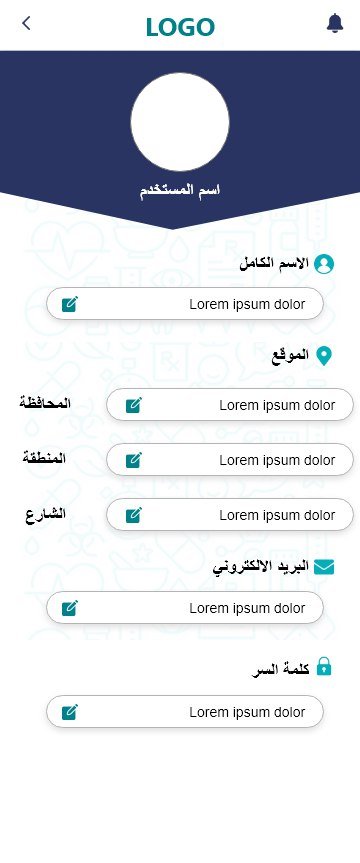 LOGO
اسم المستخدم
الاسم الكامل
Lorem ipsum dolor
الموقع
المحافظة
Lorem ipsum dolor
المنطقة
Lorem ipsum dolor
الشارع
Lorem ipsum dolor
البريد الالكتروني
Lorem ipsum dolor
كلمة السر
Lorem ipsum dolor